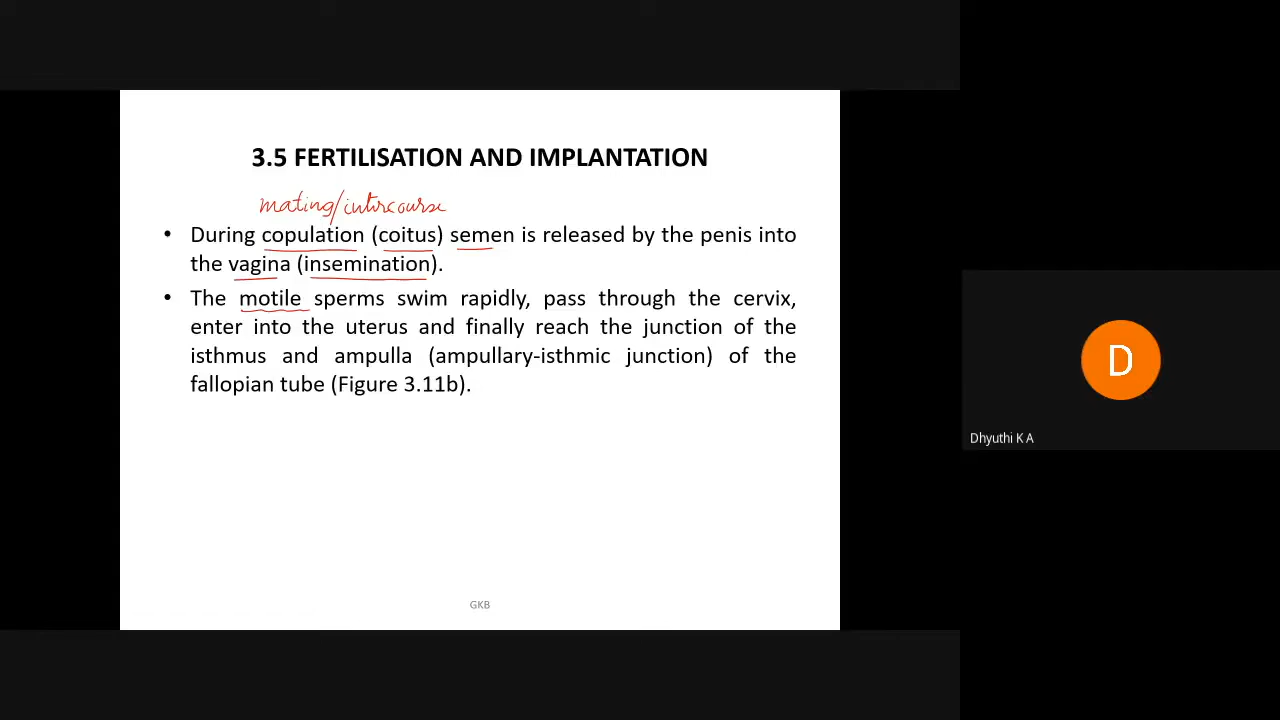 3.5 FERTILISATION AND IMPLANTATION
mating/intercourse
• During copulation (coitus) semen is released by the penis into
the vagina (insemination).
• The motile sperms swim rapidly, pass through the cervix,
enter into the uterus and finally reach the junction of the
isthmus and ampulla (ampullary-isthmic junction) of the
fallopian tube (Figure 3.11b).
GKB
D
Dhyuthi K A